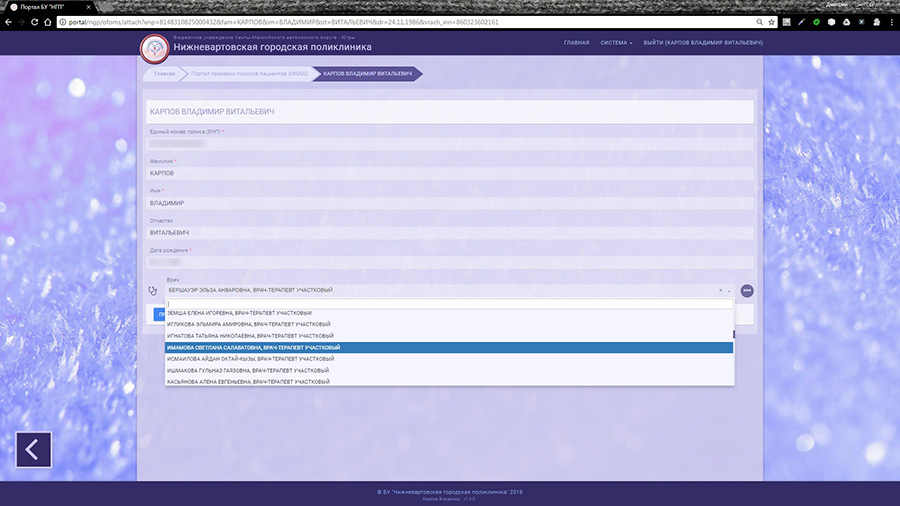 Портал БУ "НГП"
Дмитрий
portal/ngp/ofoms/attach?enp=8148310825000432&fam=КАРПОВ&im=ВЛАДИМИР&ot=ВИТАЛЬЕВИЧ&dr=24.11.1986&vrach_inn=860323602161
Бюджетное учреждение Ханты-Мансийского автономного округа - Югры
Нижневартовская городская поликлиника
ГЛАВНАЯ СИСТЕМА ВЫЙТИ (КАРПОВ ВЛАДИМИР ВИТАЛЬЕВИЧ)
Главная Портал проверки полисов пациентов ОФОМС КАРПОВ ВЛАДИМИР ВИТАЛЬЕВИЧ
КАРПОВ ВЛАДИМИР ВИТАЛЬЕВИЧ
Единый номер полиса (ЕНП) *
Фамилия *
КАРПОВ
Имя *
ВЛАДИМИР
Отчество
ВИТАЛЬЕВИЧ
Дата рождения *
Врач
БЕРШАУЭР ЭЛЬЗА АНВАРОВНА, ВРАЧ-ТЕРАПЕВТ УЧАСТКОВЫЙ
ЗЕМША ЕЛЕНА ИГОРЕВНА, ВРАЧ-ТЕРАПЕВТ УЧАСТКОВЫЙ
ИГЛИКОВА ЭЛЬМИРА АМИРОВНА, ВРАЧ-ТЕРАПЕВТ УЧАСТКОВЫЙ
ИГНАТОВА ТАТЬЯНА НИКОЛАЕВНА, ВРАЧ-ТЕРАПЕВТ УЧАСТКОВЫЙ
ИМАМОВА СВЕТЛАНА САЛАВАТОВНА, ВРАЧ-ТЕРАПЕВТ УЧАСТКОВЫЙ
ИСМАИЛОВА АЙДАН ОКТАЙ-КЫЗЫ, ВРАЧ-ТЕРАПЕВТ УЧАСТКОВЫЙ
ИШМАКОВА ГУЛЬНАЗ ГАЯЗОВНА, ВРАЧ-ТЕРАПЕВТ УЧАСТКОВЫЙ
КАСЬЯНОВА АЛЕНА ЕВГЕНЬЕВНА, ВРАЧ-ТЕРАПЕВТ УЧАСТКОВЫЙ
© БУ "Нижневартовская городская поликлиника" 2018
Карпов Владимир v1.2.0